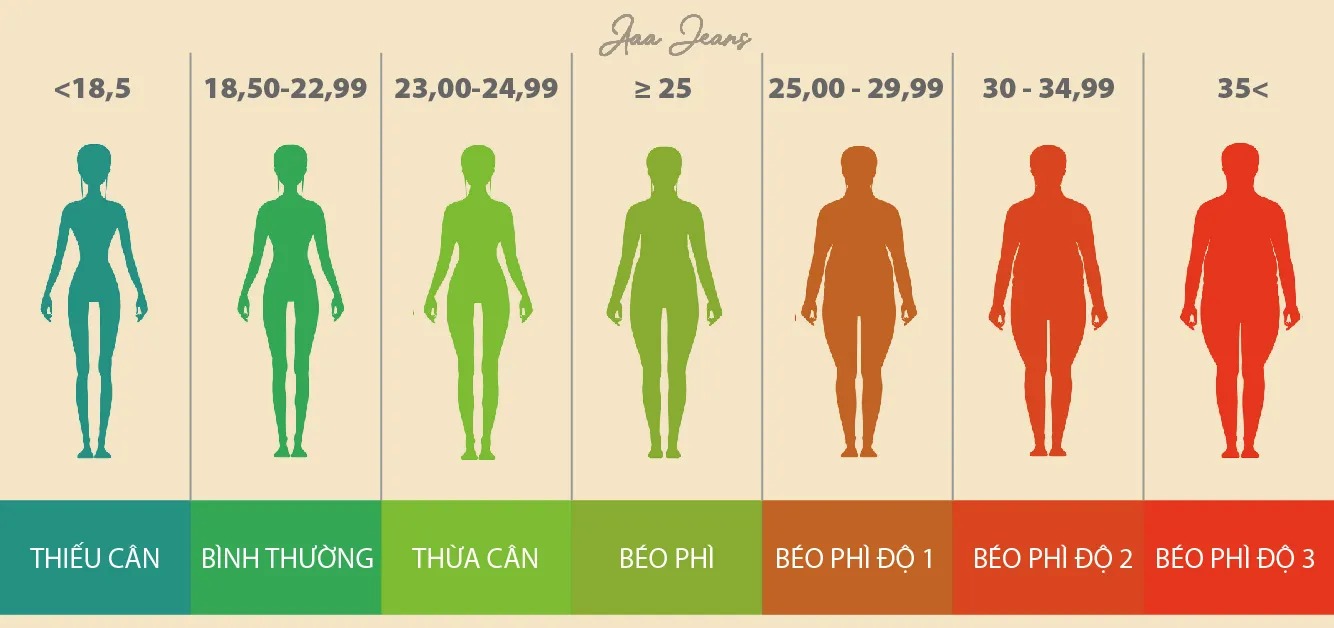 Aaa Jeans
<18,5
18,50-22,99
23,00-24,99
≥ 25
25,00 - 29,99
30 - 34,99
35<
THIẾU CÂN
BÌNH THƯỜNG
THỪA CÂN
BÉO PHÌ
BÉO PHÌ ĐỘ 1
BÉO PHÌ ĐỘ 2
BÉO PHÌ ĐỘ 3